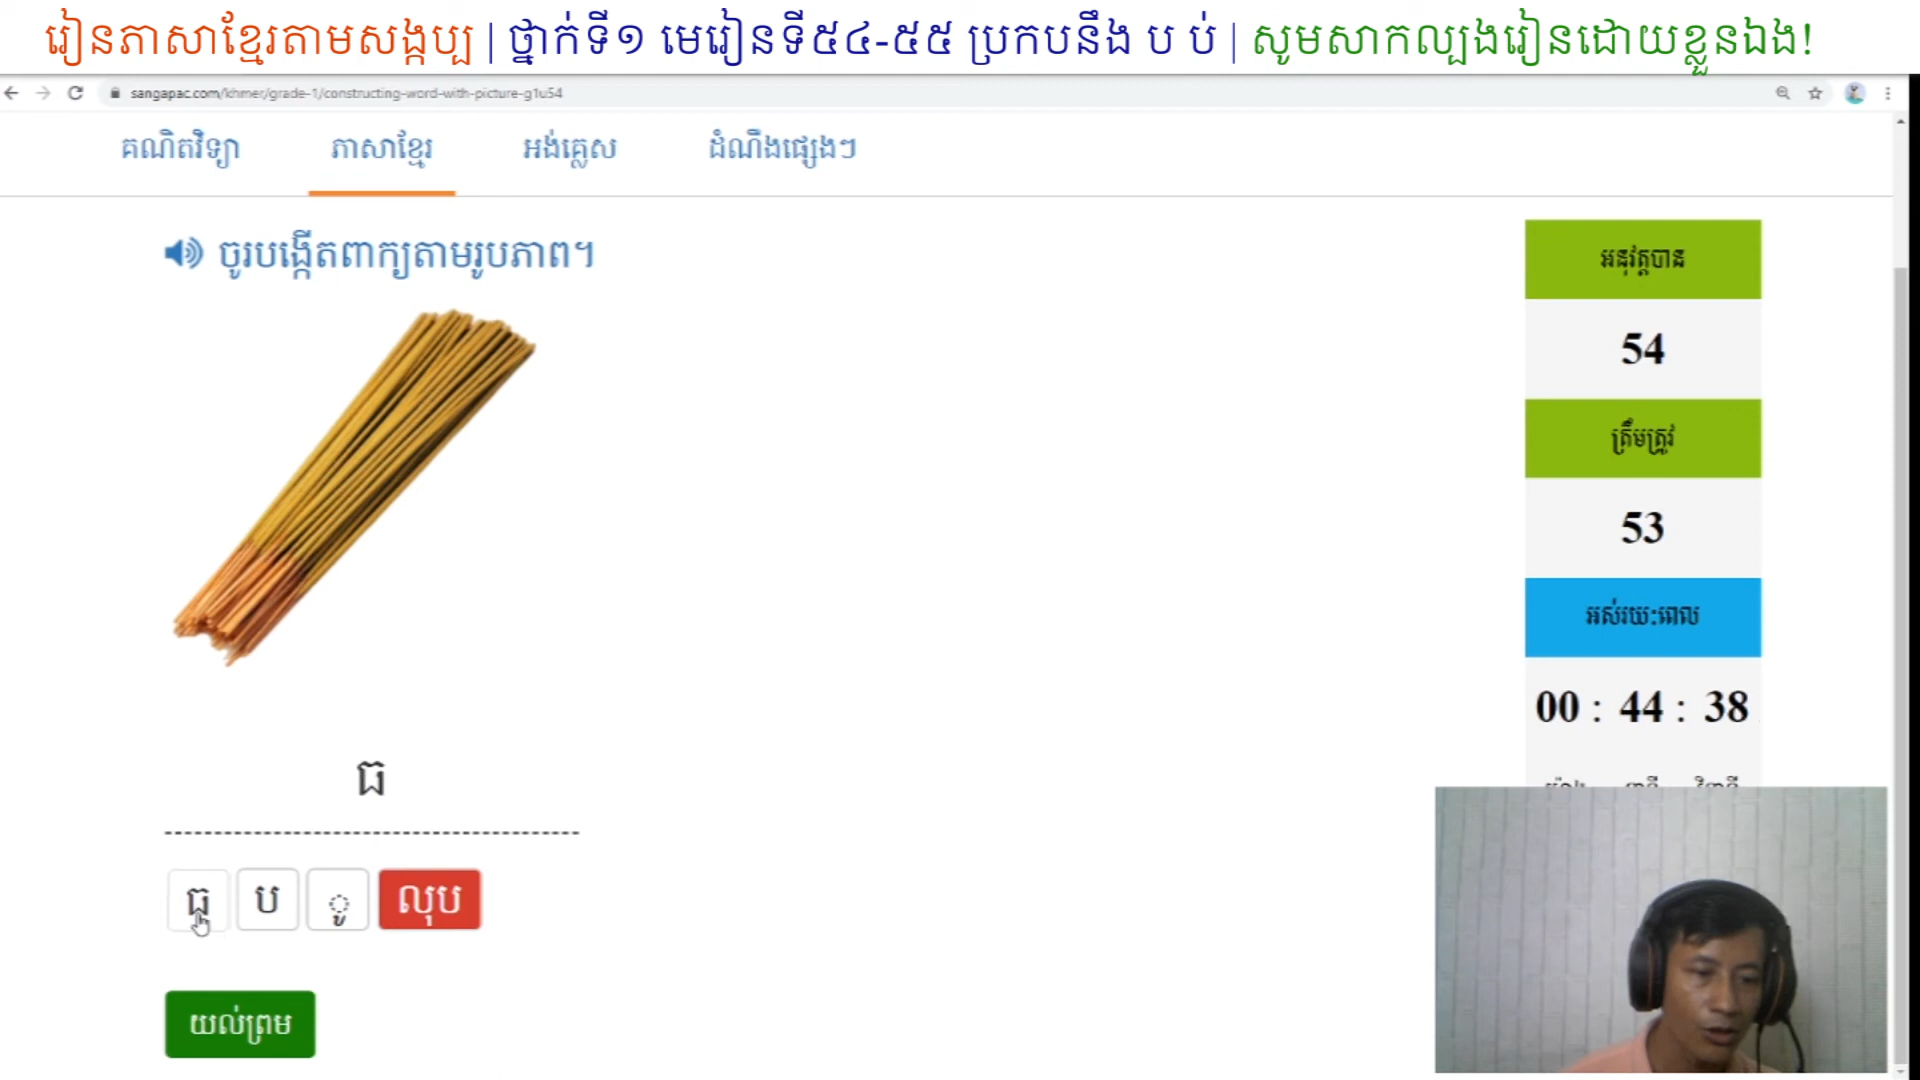 រៀនភាសាខ្មែរតាមសង្កប្ប | ថ្នាក់ទី១ មេរៀនទី៥៤-៥៥ ប្រកបនឹង ប ប់ | សូមសាកល្បងរៀនដោយខ្លួនឯង!
sangapac.com/khmer/grade-1/constructing-word-with-picture-g1u54
គណិតវិទ្យា ភាសាខ្មែរ អង់គ្លេស ដំណឹងផ្សេងៗ
ចូរបង្កើតពាក្យតាមរូបភាព។
អនុវត្តបាន
54
ត្រឹមត្រូវ
53
អស់រយៈពេល
00 : 44 : 38
ធ
ប ូ លុប
យល់ព្រម